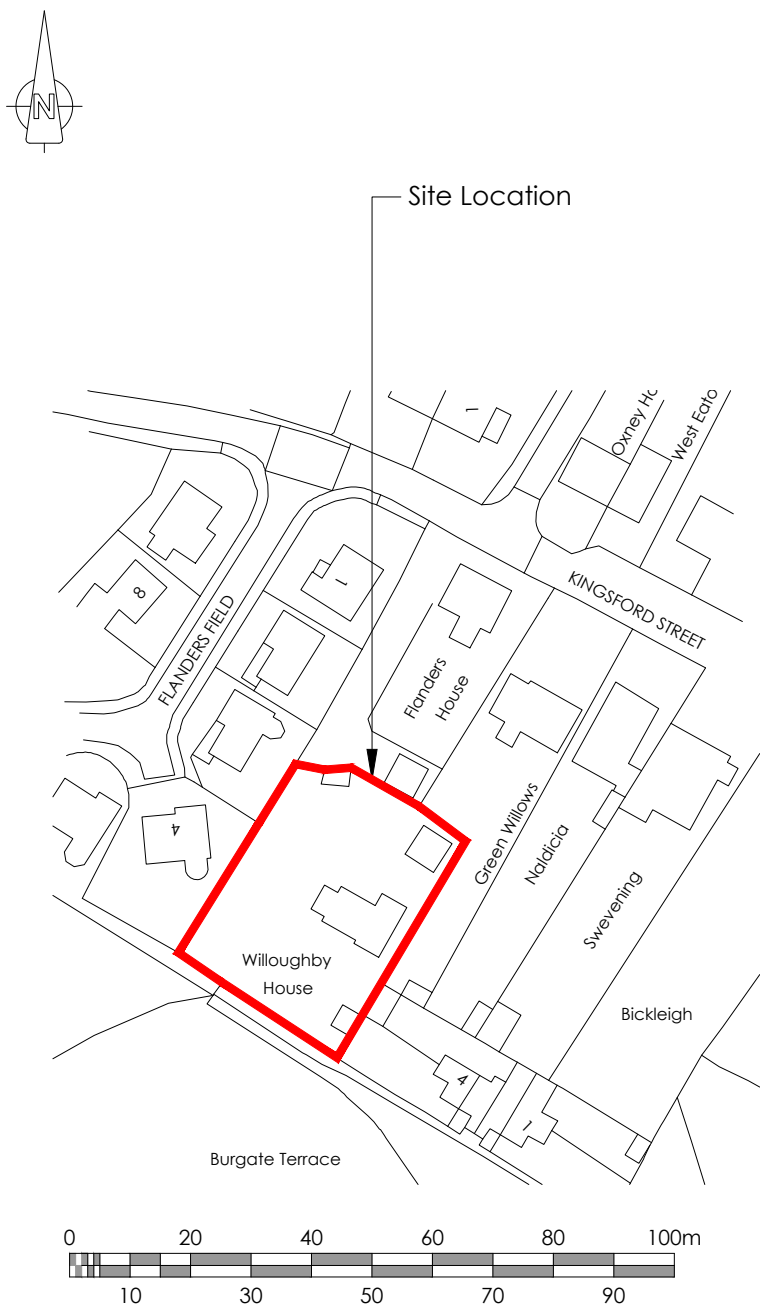 N
Site Location
Oxney Ho
West Eato
1
KINGSFORD STREET
8
1
FLANDERS FIELD
Flanders
House
4
Green Willows
Naldicia
Swevening
Willoughby
House
Bickleigh
4
1
Burgate Terrace
0 20 40 60 80 100m
10 30 50 70 90